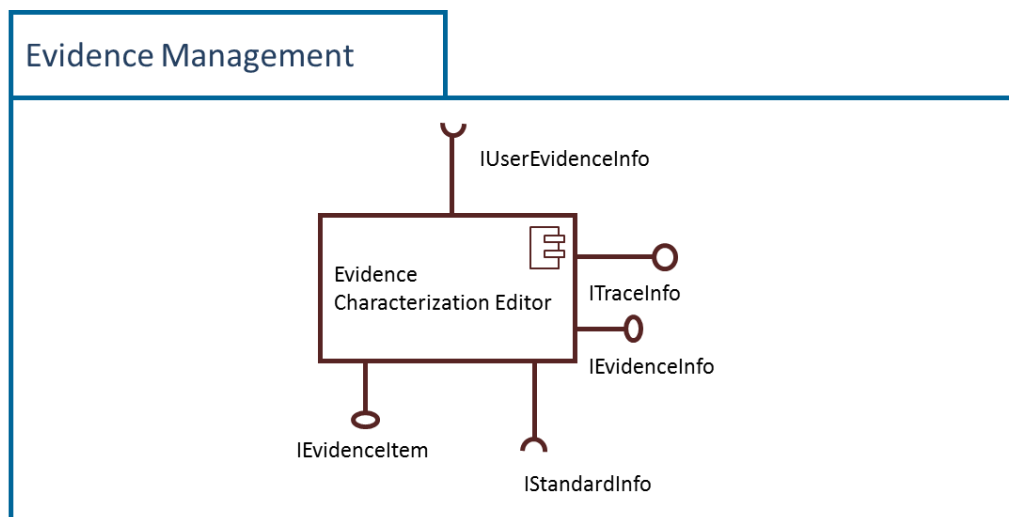 Evidence Management
IUserEvidenceInfo
Evidence
Characterization Editor
ITraceInfo
IEvidenceInfo
IEvidenceItem
IStandardInfo